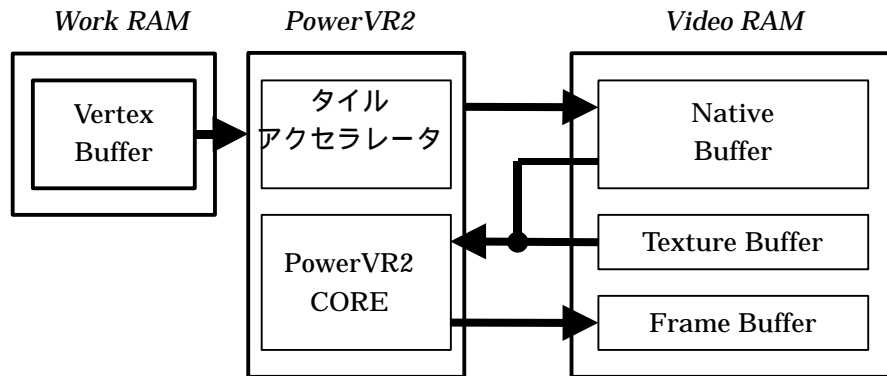 Work RAM
PowerVR2
Video RAM
Vertex
Buffer
タイル
アクセラレータ
PowerVR2
CORE
Native
Buffer
Texture Buffer
Frame Buffer